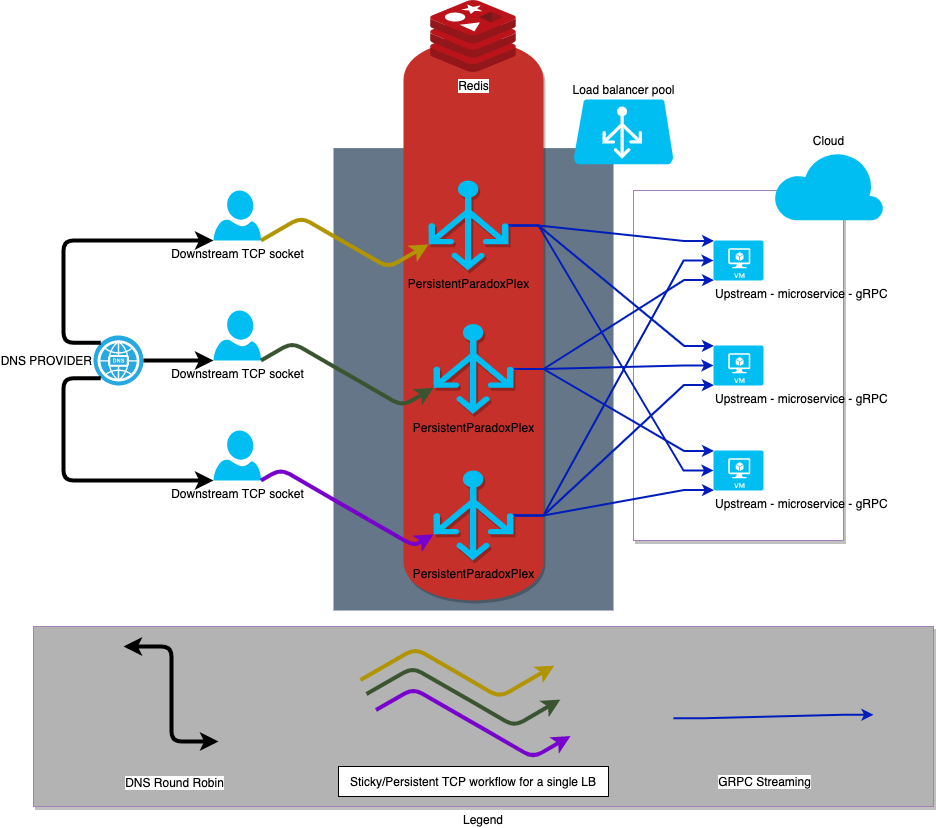 Redis
Load balancer pool
Cloud
Downstream TCP socket
PersistentParadoxPlex
VM
Upstream - microservice - gRPC
DNS PROVIDER
DNS
Downstream TCP socket
PersistentParadoxPlex
VM
Upstream - microservice - gRPC
Downstream TCP socket
PersistentParadoxPlex
VM
Upstream - microservice - gRPC
DNS Round Robin
Sticky/Persistent TCP workflow for a single LB
GRPC Streaming
Legend